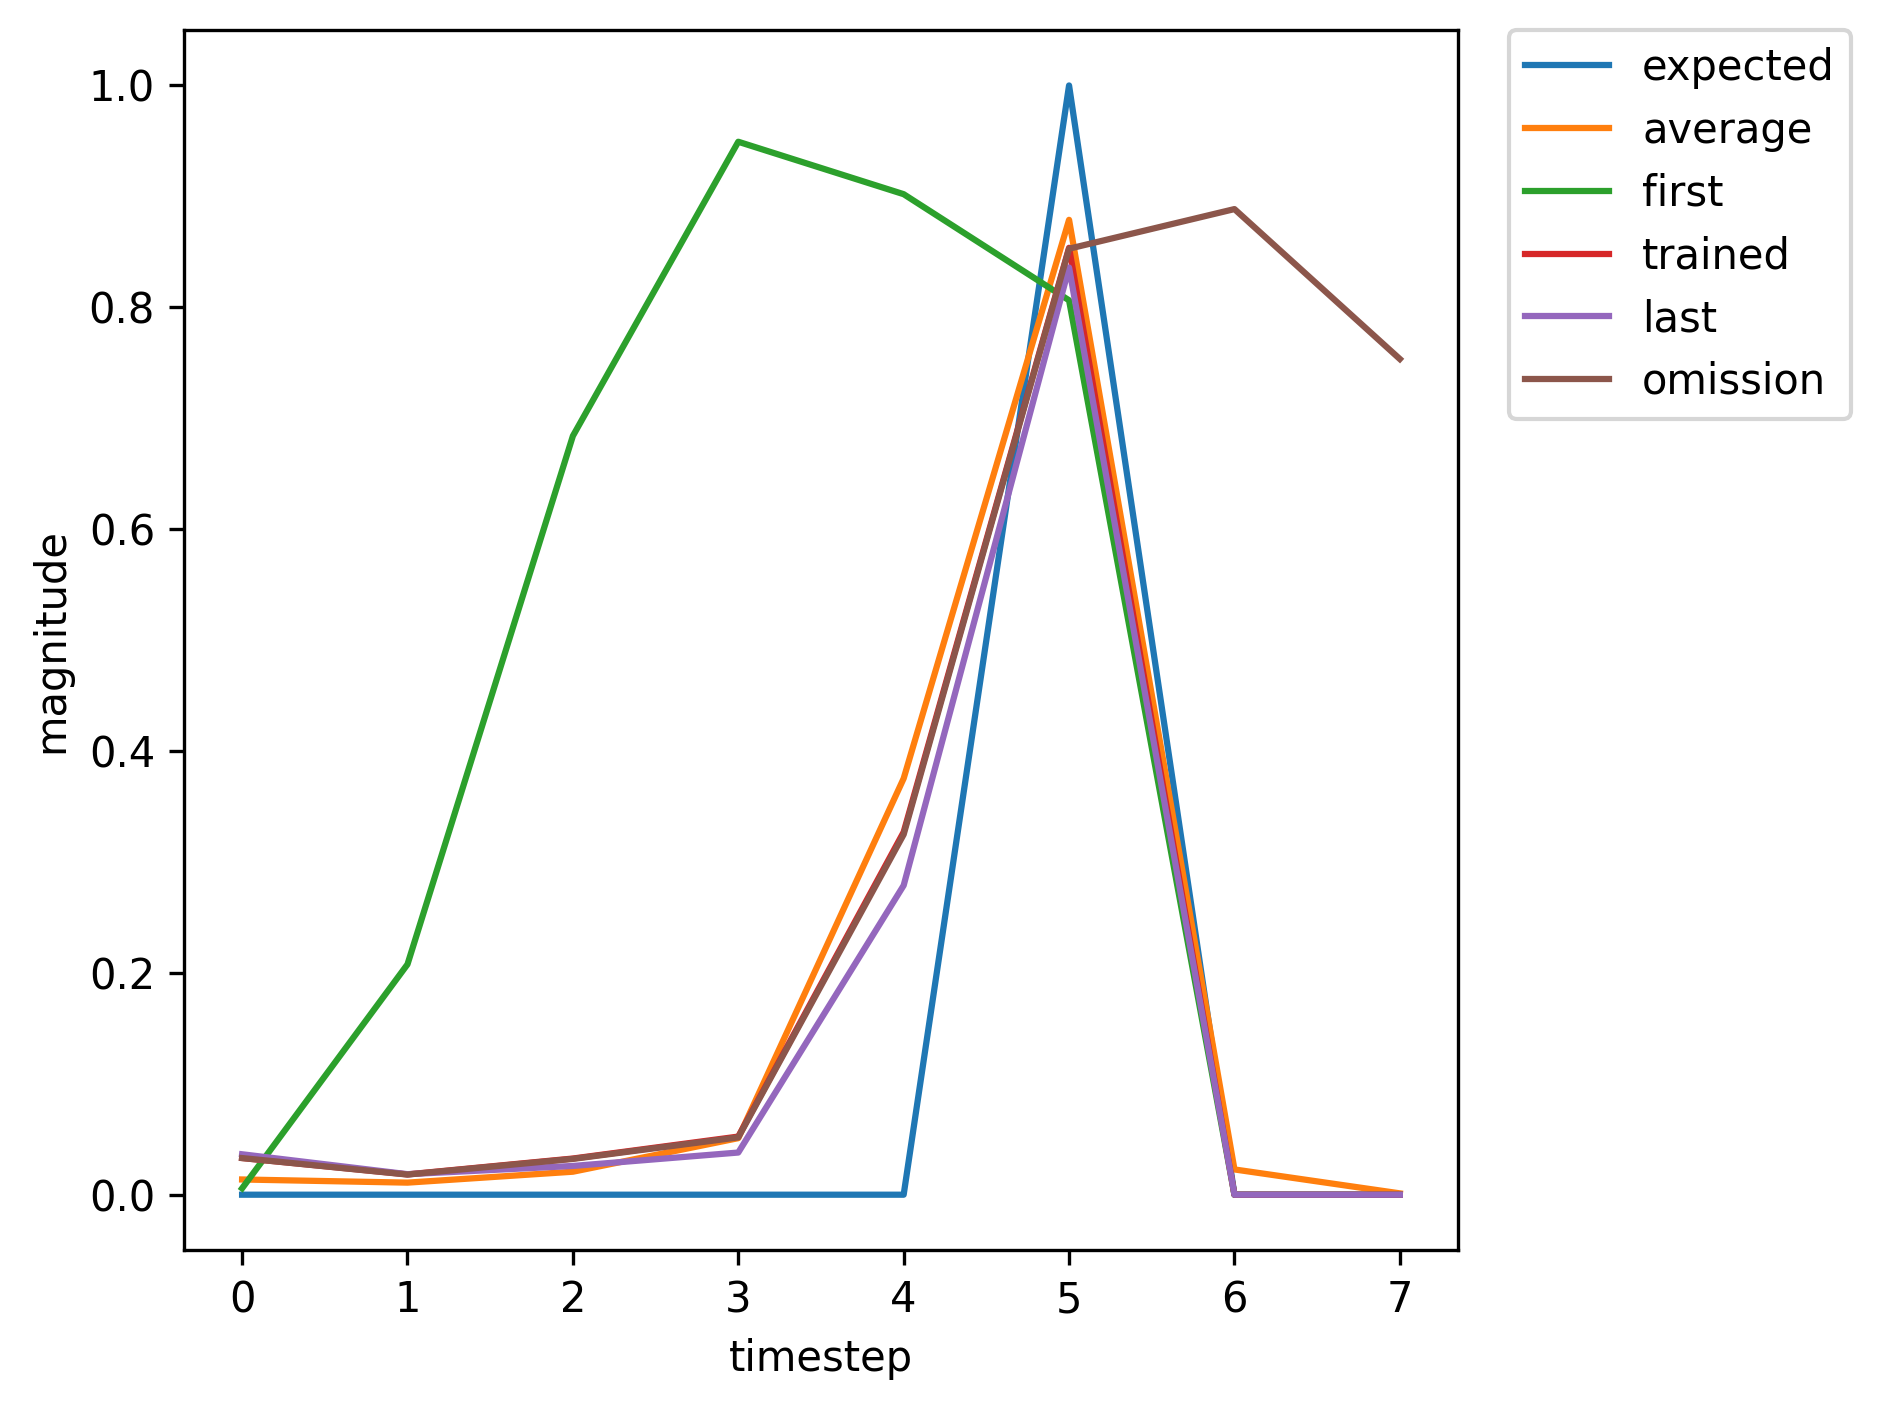 1.0
0.8
0.6
0.4
0.2
0.0
magnitude
0 1 2 3 4 5 6 7
timestep
expected
average
first
trained
last
omission